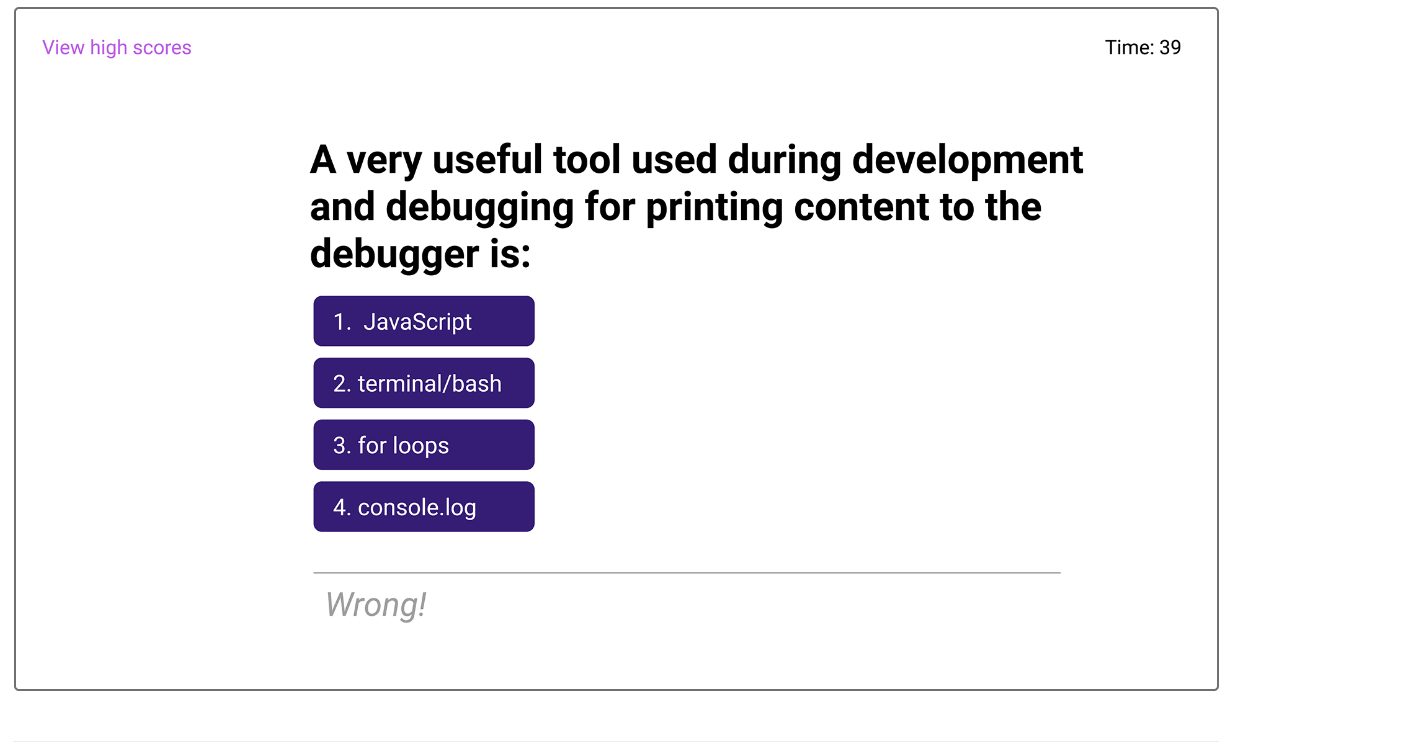 View high scores
Time: 39
A very useful tool used during development
and debugging for printing content to the
debugger is:
1. JavaScript
2. terminal/bash
3. for loops
4. console.log
Wrong!